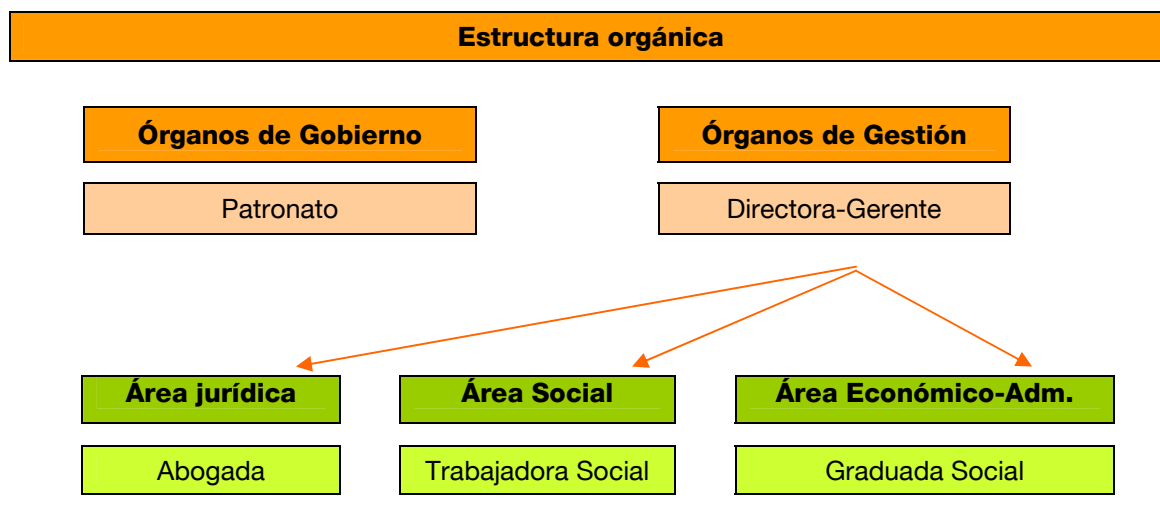 Estructura orgánica
Órganos de Gobierno
Órganos de Gestión
Patronato
Directora-Gerente
Área jurídica
Área Social
Área Económico-Adm.
Abogada
Trabajadora Social
Graduada Social